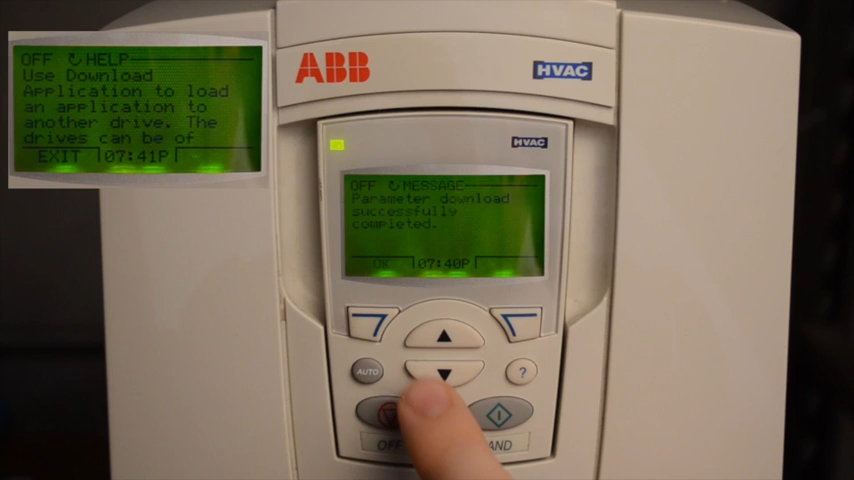 OFF ↻HELP
Use Download
Application to load
an application to
another drive. The
drives can be of
EXIT 07:41P
ABB
HVAC
HVAC
OFF ↻MESSAGE
Parameter download
successfully
completed.
OK 07:40P
AUTO
?
OFF
AND